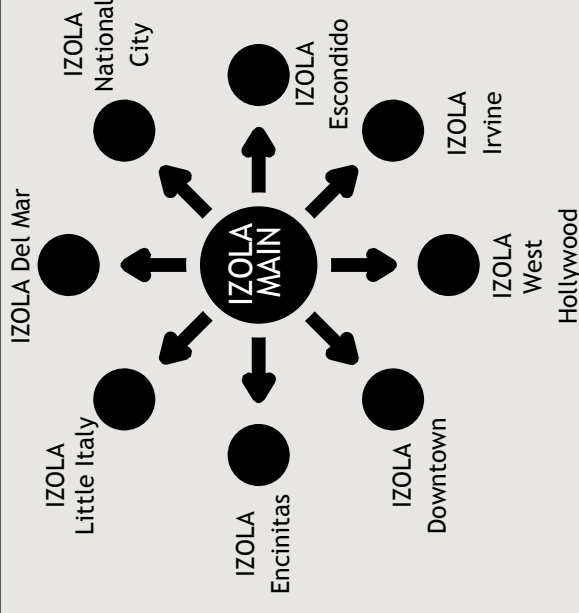 IZOLA Del Mar
IZOLA
Little Italy
IZOLA
National
City
IZOLA
MAIN
IZOLA
Encinitas
IZOLA
Escondido
IZOLA
Downtown
IZOLA
Irvine
IZOLA
West
Hollywood